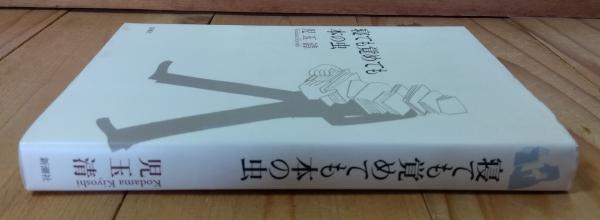 寝ても覚めても
本の虫
児玉 清
寝ても覚めても本の虫
児玉 清
Kodama Kiyoshi
新潮社